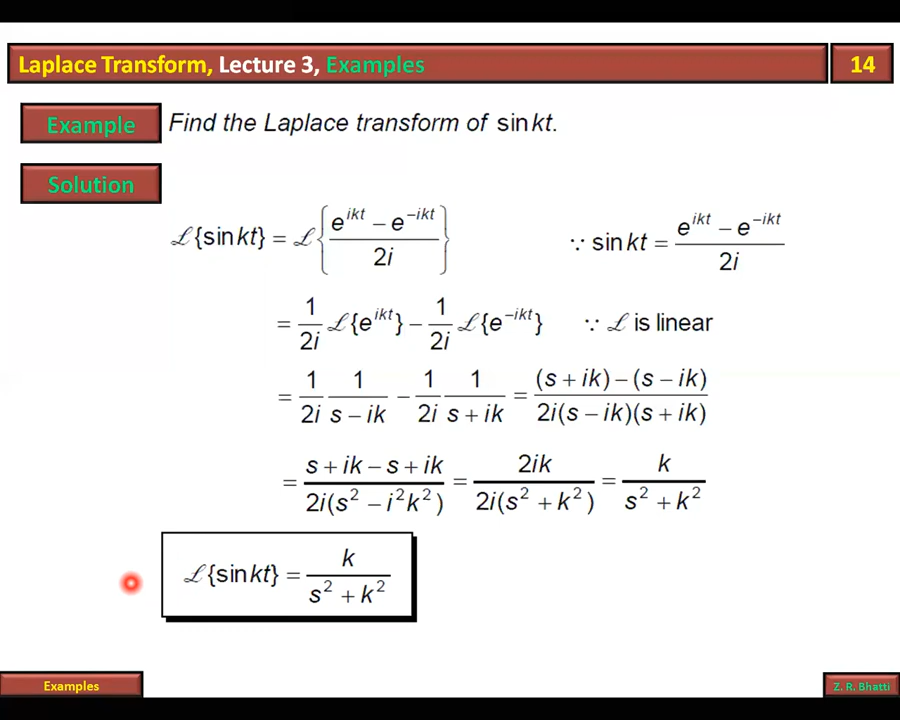 Laplace Transform, Lecture 3, Examples 14
Example Find the Laplace transform of sin kt.
Solution
ℒ{sin kt} = ℒ{(e^{ikt} − e^{−ikt})/2i} ∵ sin kt = (e^{ikt} − e^{−ikt})/2i
= 1/2i ℒ{e^{ikt}} − 1/2i ℒ{e^{−ikt}} ∵ ℒ is linear
= 1/2i 1/(s − ik) − 1/2i 1/(s + ik) = ((s + ik) − (s − ik))/(2i(s − ik)(s + ik))
= (s + ik − s + ik)/(2i(s² − i²k²)) = 2ik/(2i(s² + k²)) = k/(s² + k²)
ℒ{sin kt} = k/(s² + k²)
Examples Z. R. Bhatti